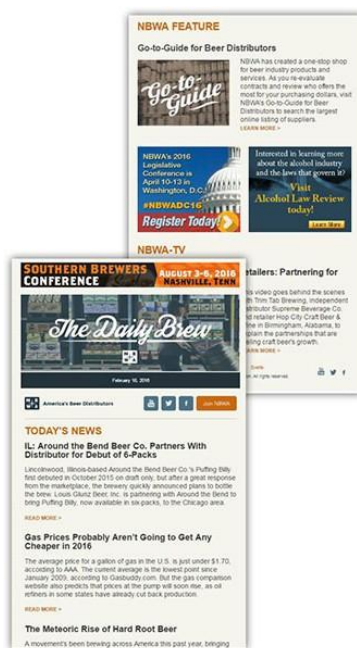 NBWA FEATURE
Go-to-Guide for Beer Distributors
Go-to-
Guide
NBWA has created a one-stop shop
for beer industry products and
services. As you re-evaluate
contracts and review who offers the
most for your purchasing dollars, visit
NBWA's Go-to-Guide for Beer
Distributors to search the largest
online listing of suppliers.
LEARN MORE >
NBWA's 2016
Legislative
Conference is
April 10-13 in
Washington, D.C.!
#NBWADC16
Register Today!
Interested in learning more
about the alcohol industry
and the laws that govern it?
Visit
Alcohol Law Review
today!
Learn More
NBWA-TV
etailers: Partnering for
his video goes behind the scenes
th Trim Tab Brewing, independent
stributor Supreme Beverage Co.
d retailer Hop City Craft Beer &
ine in Birmingham, Alabama, to
plain the partnerships that are
eling craft beer's growth.
ARN MORE >
SOUTHERN BREWERS
CONFERENCE
AUGUST 3-6, 2016
NASHVILLE, TENN
The Daily Brew
February 16, 2016
America's Beer Distributors
Join NBWA
TODAY'S NEWS
IL: Around the Bend Beer Co. Partners With
Distributor for Debut of 6-Packs
Lincolnwood, Illinois-based Around the Bend Beer Co.'s Puffing Billy
first debuted in October 2015 on draft only, but after a great response
from the marketplace, the brewery quickly announced plans to bottle
the brew. Louis Glunz Beer, Inc. is partnering with Around the Bend to
bring Puffing Billy, now available in six-packs, to the Chicago area.
READ MORE >
Gas Prices Probably Aren't Going to Get Any
Cheaper in 2016
The average price for a gallon of gas in the U.S. is just under $1.70,
according to AAA. The current average is the lowest point since
January 2009, according to Gasbuddy.com. But the gas comparison
website also predicts that prices at the pump will soon rise, as oil
refiners in some states have already cut back production.
READ MORE >
The Meteoric Rise of Hard Root Beer
A movement's been brewing across America this past year, bringing